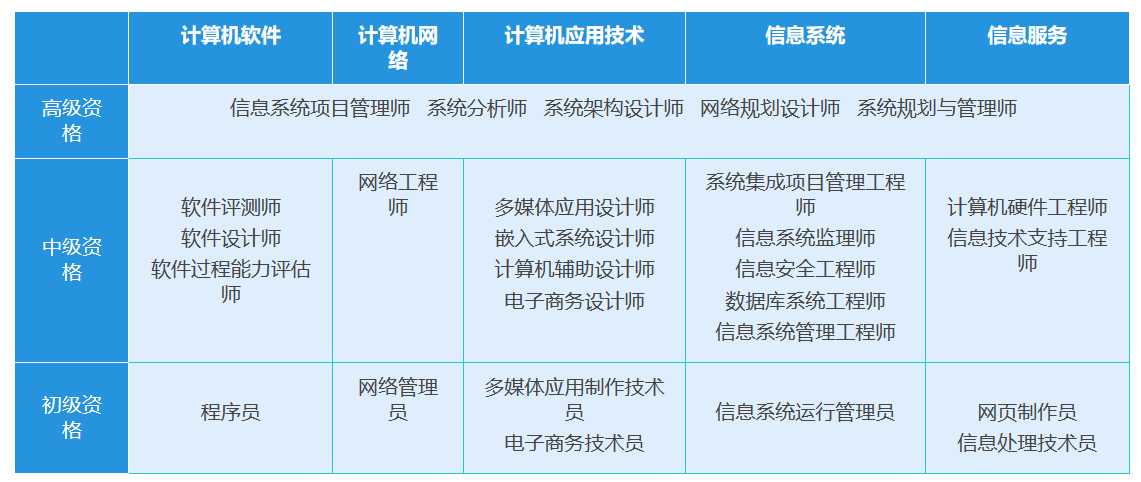 计算机软件
计算机网
络
计算机应用技术
信息系统
信息服务
高级资
格
信息系统项目管理师 系统分析师 系统架构设计师 网络规划设计师 系统规划与管理师
中级资
格
软件评测师
软件设计师
软件过程能力评估
师
网络工程
师
多媒体应用设计师
嵌入式系统设计师
计算机辅助设计师
电子商务设计师
系统集成项目管理工程
师
信息系统监理师
信息安全工程师
数据库系统工程师
信息系统管理工程师
计算机硬件工程师
信息技术支持工程
师
初级资
格
程序员
网络管理
员
多媒体应用制作技术
员
电子商务技术员
信息系统运行管理员
网页制作员
信息处理技术员